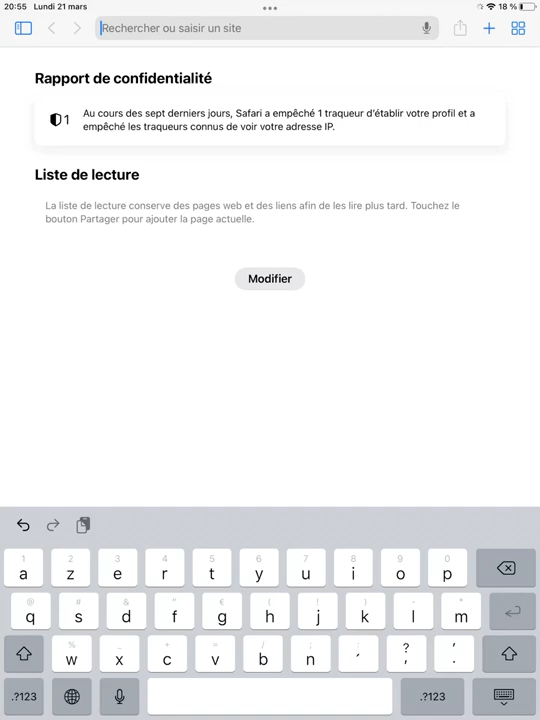 20:55 Lundi 21 mars
18 %
Rechercher ou saisir un site
Rapport de confidentialité
1
Au cours des sept derniers jours, Safari a empêché 1 traqueur d'établir votre profil et a
empêché les traqueurs connus de voir votre adresse IP.
Liste de lecture
La liste de lecture conserve des pages web et des liens afin de les lire plus tard. Touchez le
bouton Partager pour ajouter la page actuelle.
Modifier
1 2 3 4 5 6 7 8 9 0
a z e r t y u i o p
@ # & " € ( ! ) - *
q s d f g h j k l m
% _ + = / ; :
w x c v b n ´ ? , ' .
.?123 .?123